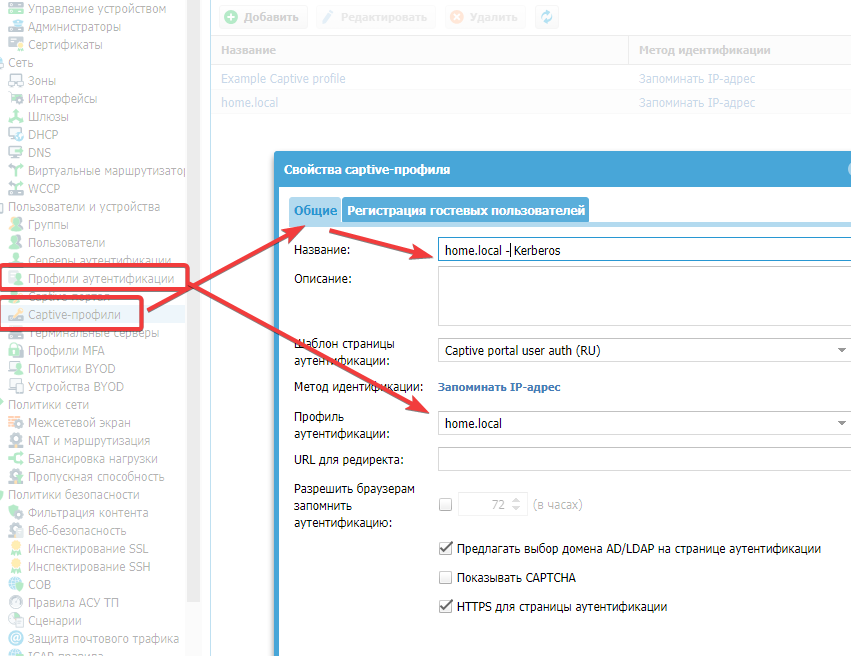 Управление устройством
Администраторы
Сертификаты
Сеть
Зоны
Интерфейсы
Шлюзы
DHCP
DNS
Виртуальные маршрутизатор
WCCP
Пользователи и устройства
Группы
Пользователи
Серверы аутентификации
Профили аутентификации
Captive-портал
Captive-профили
Терминальные серверы
Профили MFA
Политики BYOD
Устройства BYOD
Политики сети
Межсетевой экран
NAT и маршрутизация
Балансировка нагрузки
Пропускная способность
Политики безопасности
Фильтрация контента
Веб-безопасность
Инспектирование SSL
Инспектирование SSH
СОВ
Правила АСУ ТП
Сценарии
Защита почтового трафика
ICAP-правила
Добавить Редактировать Удалить
Название Метод идентификации
Example Captive profile Запоминать IP-адрес
home.local Запоминать IP-адрес
Свойства captive-профиля
Общие Регистрация гостевых пользователей
Название: home.local - Kerberos
Описание:
Шаблон страницы
аутентификации: Captive portal user auth (RU)
Метод идентификации: Запоминать IP-адрес
Профиль
аутентификации: home.local
URL для редиректа:
Разрешить браузерам
запомнить 72 (в часах)
аутентификацию:
Предлагать выбор домена AD/LDAP на странице аутентификации
Показывать CAPTCHA
HTTPS для страницы аутентификации